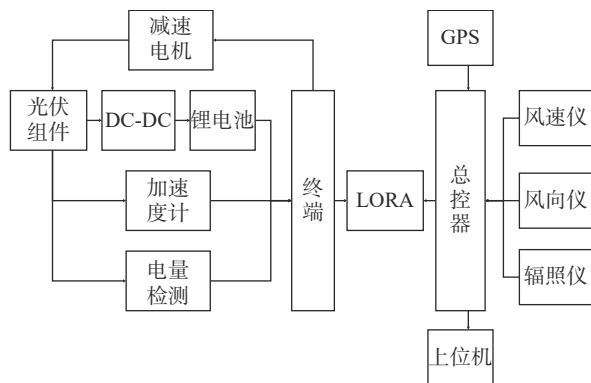 减速
电机
GPS
光伏
组件
DC-DC
锂电池
风速仪
加速
度计
终
端
LORA
总
控
器
风向仪
电量
检测
辐照仪
上位机